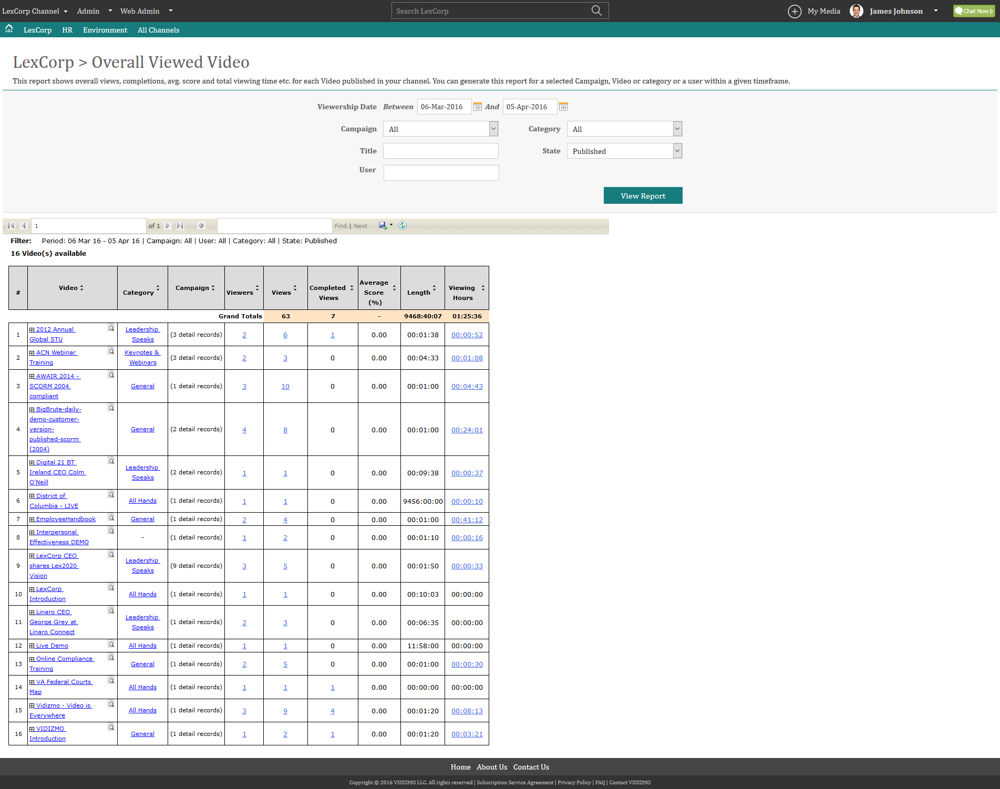 LexCorp Channel Admin Web Admin Search LexCorp My Media James Johnson Chat Now
LexCorp HR Environment All Channels
LexCorp > Overall Viewed Video
This report shows overall views, completions, avg. score and total viewing time etc. for each Video published in your channel. You can generate this report for a selected Campaign, Video or category or a user within a given timeframe.
Viewership Date Between 06-Mar-2016 And 05-Apr-2016
Campaign All Category All
Title State Published
User
View Report
1 of 1 Find | Next
Filter: Period: 06 Mar 16 - 05 Apr 16 | Campaign: All | User: All | Category: All | State: Published
16 Video(s) available
# Video Category Campaign Viewers Views Completed Views Average Score (%) Length Viewing Hours
Grand Totals 63 7 - 9468:40:07 01:25:36
1 2012 Annual Global STU Leadership Speaks (3 detail records) 2 6 1 0.00 00:01:38 00:00:52
2 ACN Webinar Training Keynotes & Webinars (3 detail records) 2 3 0 0.00 00:04:33 00:01:08
3 AWAIR 2014 - SCORM 2004 compliant General (1 detail records) 3 10 0 0.00 00:01:00 00:04:43
4 BigBrute-daily-demo-customer-version-published-scorm (2004) General (2 detail records) 4 8 0 0.00 00:01:00 00:24:01
5 Digital 21 BT Ireland CEO Colm O'Neill Leadership Speaks (2 detail records) 1 1 0 0.00 00:09:38 00:00:37
6 District of Columbia - LIVE All Hands (1 detail records) 1 1 0 0.00 9456:00:00 00:00:10
7 EmployeeHandbook General (1 detail records) 2 4 0 0.00 00:01:00 00:41:12
8 Interpersonal Effectiveness DEMO - (1 detail records) 1 2 0 0.00 00:01:10 00:00:16
9 LexCorp CEO shares Lex2020 Vision Leadership Speaks (9 detail records) 3 5 0 0.00 00:01:50 00:00:33
10 LexCorp Introduction All Hands (1 detail records) 1 1 0 0.00 00:10:03 00:00:00
11 Linaro CEO George Grey at Linaro Connect Leadership Speaks (1 detail records) 2 3 0 0.00 00:06:35 00:00:00
12 Live Demo All Hands (1 detail records) 1 1 0 0.00 11:58:00 00:00:00
13 Online Compliance Training General (1 detail records) 2 5 0 0.00 00:01:00 00:00:30
14 VA Federal Courts Map All Hands (1 detail records) 1 1 1 0.00 00:00:00 00:00:00
15 Vidizmo - Video is Everywhere All Hands (1 detail records) 3 9 4 0.00 00:01:20 00:08:13
16 VIDIZMO Introduction General (1 detail records) 1 2 1 0.00 00:01:20 00:03:21
Home About Us Contact Us
Copyright © 2016 VIDIZMO LLC. All rights reserved | Subscription Service Agreement | Privacy Policy | FAQ | Contact VIDIZMO